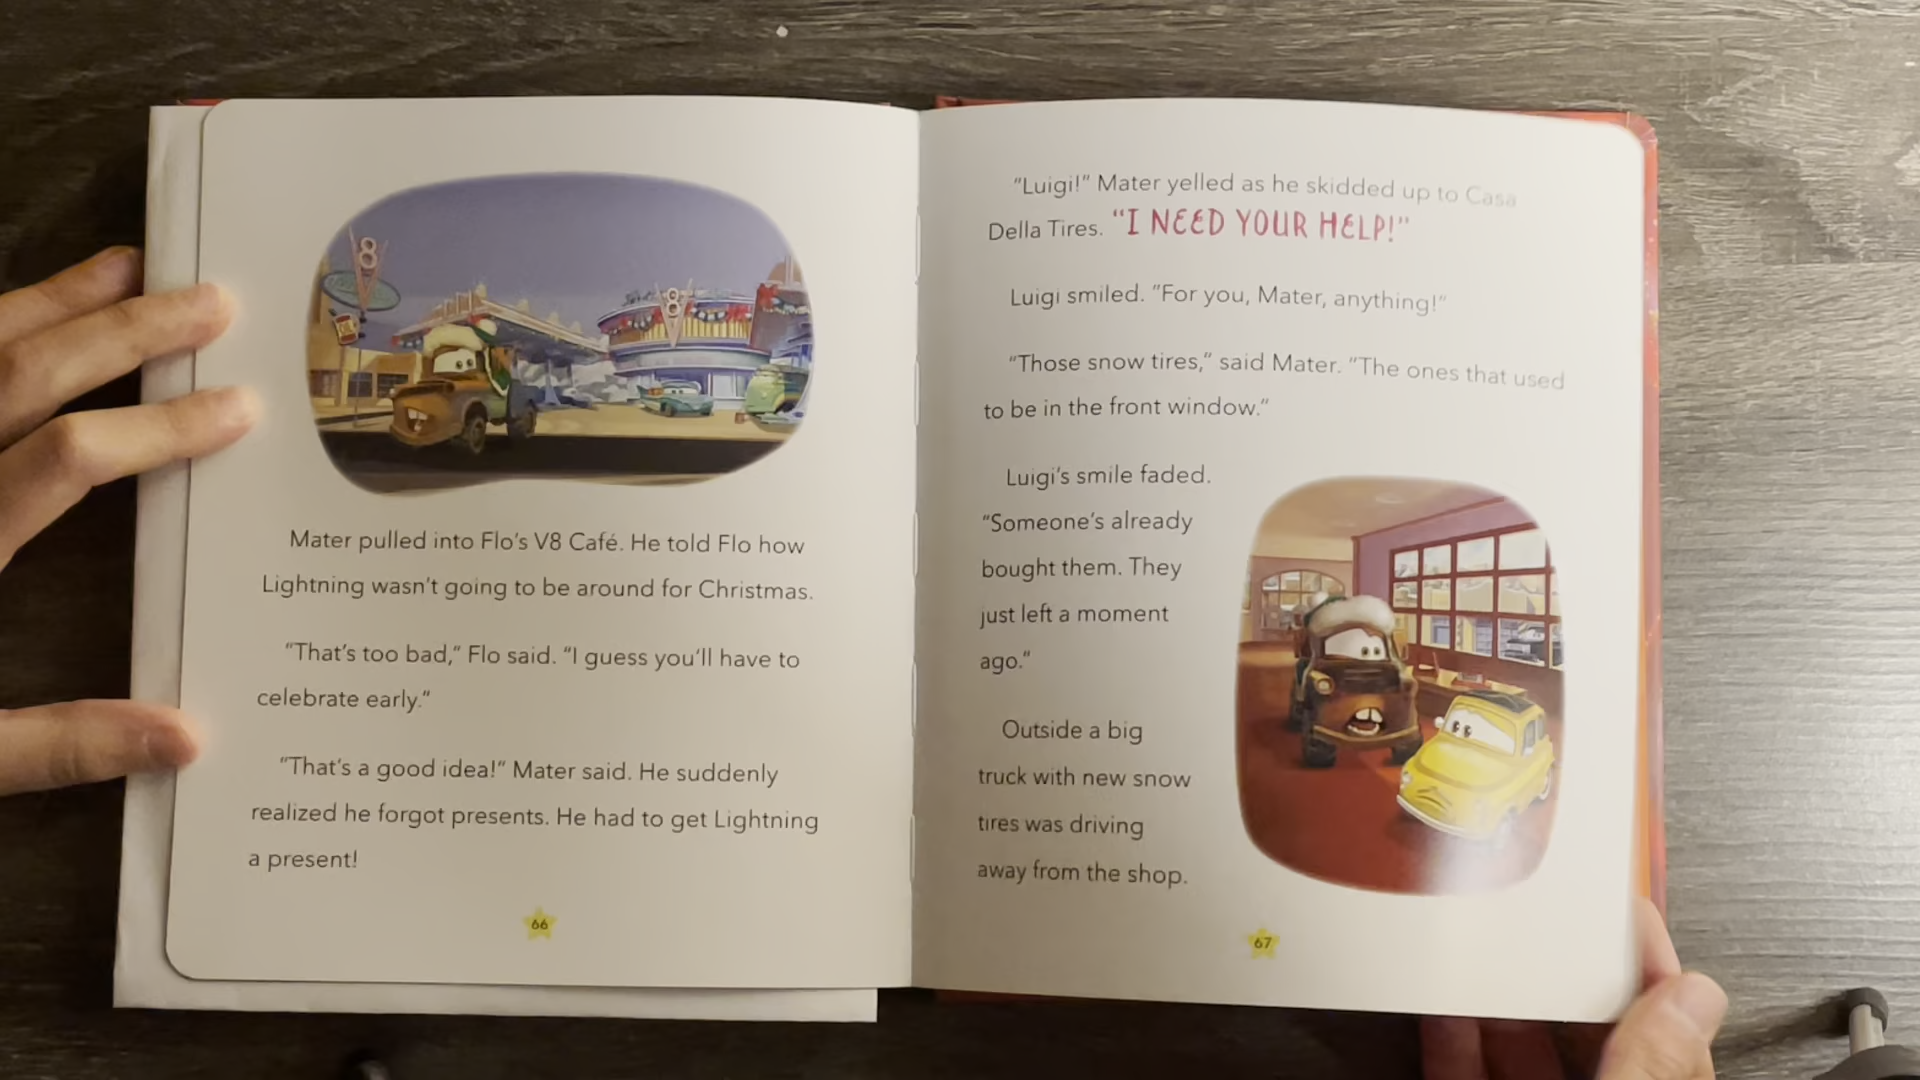 8
8
Mater pulled into Flo's V8 Café. He told Flo how
Lightning wasn't going to be around for Christmas.
"That's too bad," Flo said. "I guess you'll have to
celebrate early."
"That's a good idea!" Mater said. He suddenly
realized he forgot presents. He had to get Lightning
a present!
66
"Luigi!" Mater yelled as he skidded up to Casa
Della Tires. "I NEED YOUR HELP!"
Luigi smiled. "For you, Mater, anything!"
"Those snow tires," said Mater. "The ones that used
to be in the front window."
Luigi's smile faded.
"Someone's already
bought them. They
just left a moment
ago."
Outside a big
truck with new snow
tires was driving
away from the shop.
67